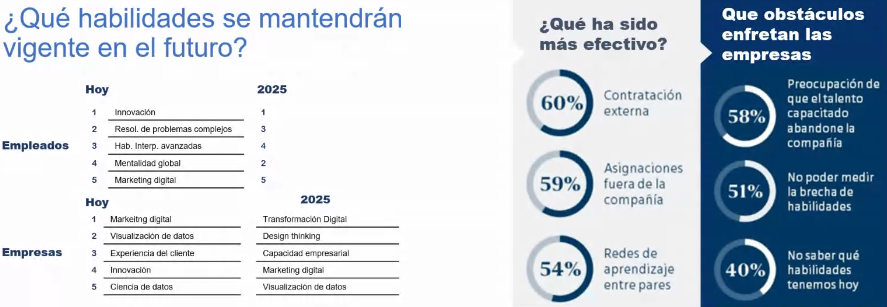 ¿Qué habilidades se mantendrán
vigente en el futuro?
Hoy 2025
Empleados
1 Innovación 1
2 Resol. de problemas complejos 3
3 Hab. Interp. avanzadas 4
4 Mentalidad global 2
5 Marketing digital 5
Hoy 2025
Empresas
1 Markeitng digital Transformación Digital
2 Visualización de datos Design thinking
3 Experiencia del cliente Capacidad empresarial
4 Innovación Marketing digital
5 Ciencia de datos Visualización de datos
¿Qué ha sido
más efectivo?
60%
Contratación
externa
59%
Asignaciones
fuera de la
compañía
54%
Redes de
aprendizaje
entre pares
Que obstáculos
enfretan las
empresas
58%
Preocupación de
que el talento
capacitado
abandone la
compañía
51%
No poder medir
la brecha de
habilidades
40%
No saber qué
habilidades
tenemos hoy